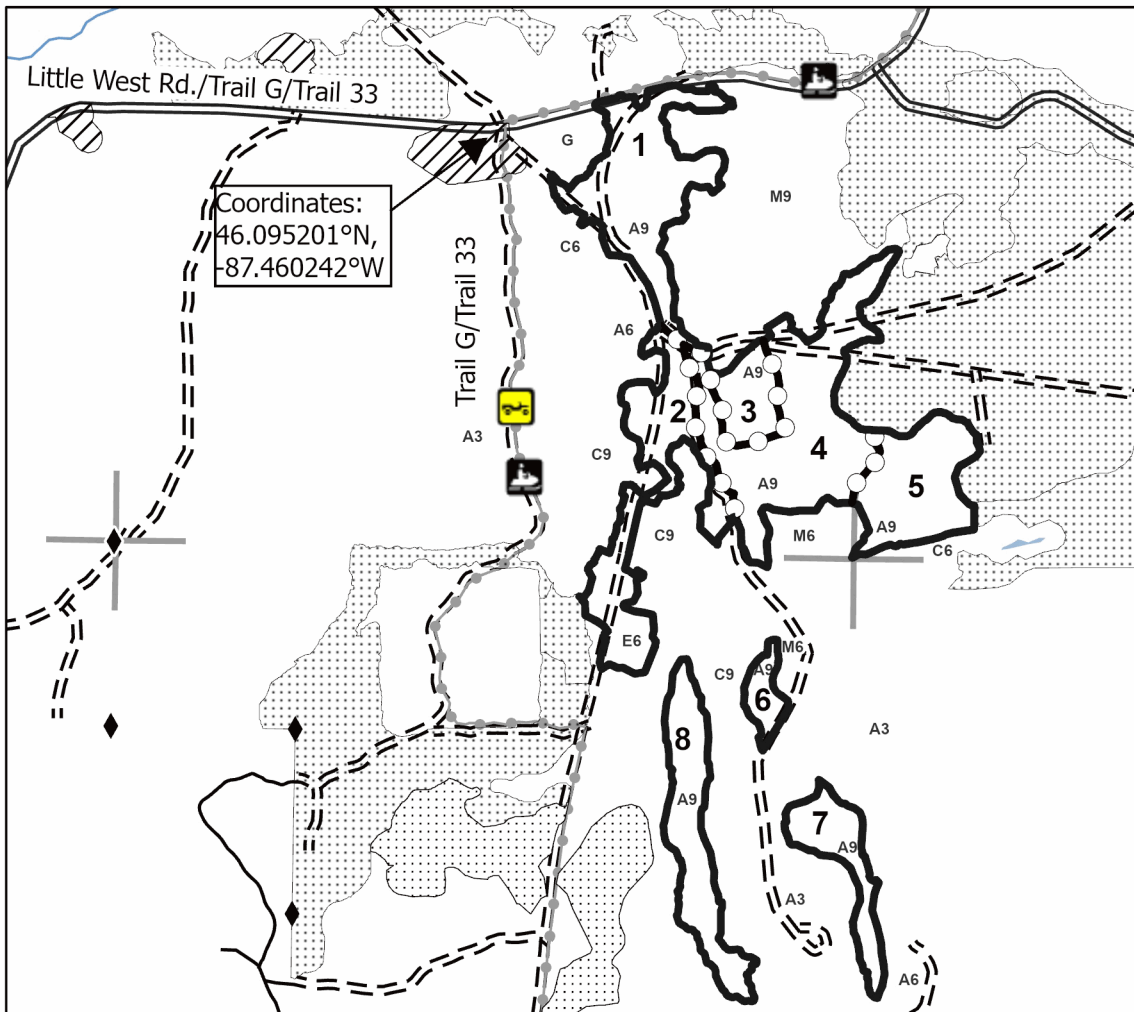 Little West Rd./Trail G/Trail 33
1
G
M9
Coordinates:
46.095201°N,
-87.460242°W
A9
C6
Trail G/Trail 33
A6
A9
2
3
4
A3
C9
A9
5
C9
M6
A9
C6
E6
M6
C9
A9
6
8
A3
A9
7
A9
A3
A6